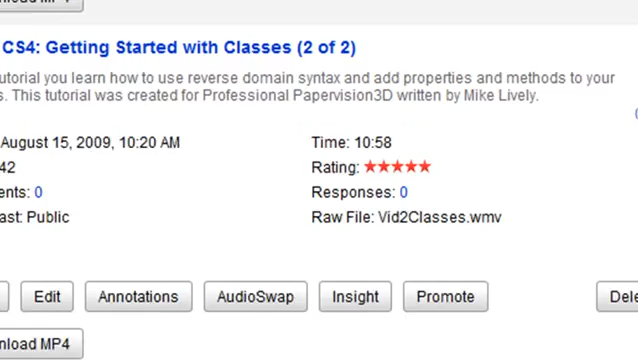 CS4: Getting Started with Classes (2 of 2)
utorial you learn how to use reverse domain syntax and add properties and methods to your
s. This tutorial was created for Professional Papervision3D written by Mike Lively.
August 15, 2009, 10:20 AM
Time: 10:58
42
Rating: ★★★★★
ents: 0
Responses: 0
ast: Public
Raw File: Vid2Classes.wmv
Edit
Annotations
AudioSwap
Insight
Promote
Dele
nload MP4